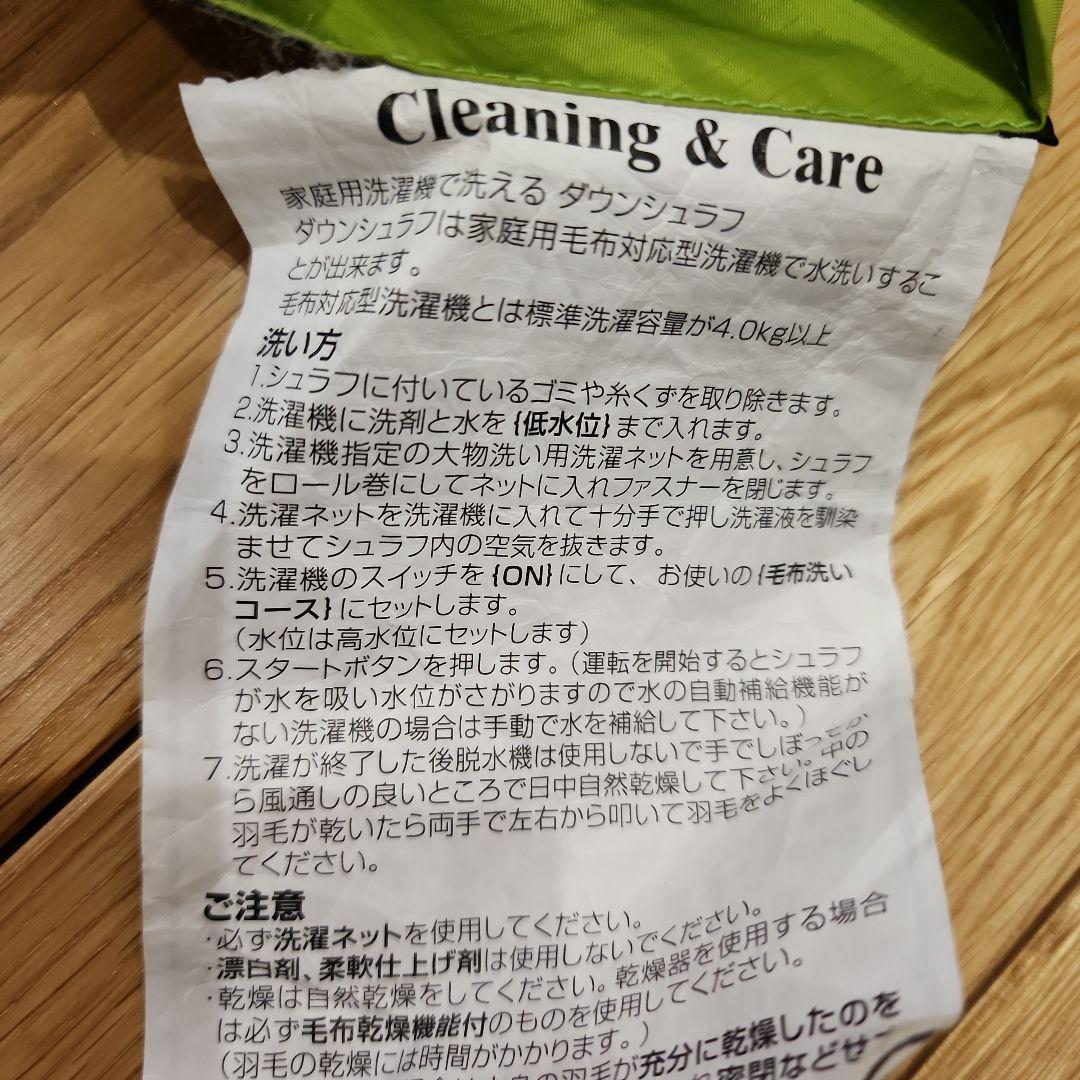 Cleaning & Care
家庭用洗濯機で洗える ダウンシュラフ
ダウンシュラフは家庭用毛布対応型洗濯機で水洗いするこ
とが出来ます。
毛布対応型洗濯機とは標準洗濯容量が4.0kg以上
洗い方
1.シュラフに付いているゴミや糸くずを取り除きます。
2.洗濯機に洗剤と水を{低水位}まで入れます。
3.洗濯機指定の大物洗い用洗濯ネットを用意し、シュラフ
をロール巻にしてネットに入れファスナーを閉じます。
4.洗濯ネットを洗濯機に入れて十分手で押し洗濯液を馴染
ませてシュラフ内の空気を抜きます。
5.洗濯機のスイッチを{ON}にして、お使いの{毛布洗い
コース}にセットします。
(水位は高水位にセットします)
6.スタートボタンを押します。(運転を開始するとシュラフ
が水を吸い水位がさがりますので水の自動補給機能が
ない洗濯機の場合は手動で水を補給して下さい。)
7.洗濯が終了した後脱水機は使用しないで手でしぼってか
ら風通しの良いところで日中自然乾燥して下さい。中の
羽毛が乾いたら両手で左右から叩いて羽毛をよくほぐし
てください。
ご注意
・必ず洗濯ネットを使用してください。
・漂白剤、柔軟仕上げ剤は使用しないでください。
・乾燥は自然乾燥をしてください。乾燥器を使用する場合
は必ず毛布乾燥機能付のものを使用してください。
(羽毛の乾燥には時間がかかります。)
の羽毛が充分に乾燥したのを
密閉などせ